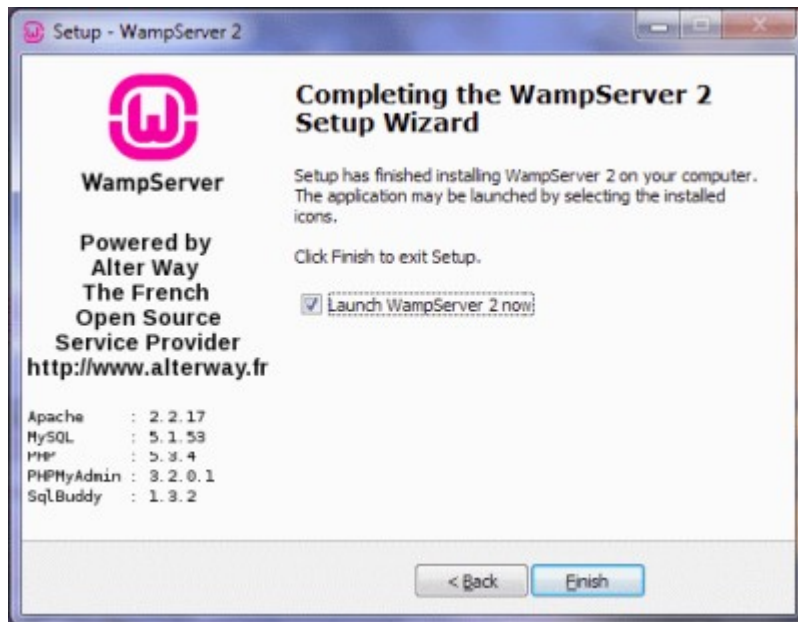 Setup - WampServer 2
WampServer
Powered by
Alter Way
The French
Open Source
Service Provider
http://www.alterway.fr
Apache : 2.2.17
MySQL : 5.1.53
PHP : 5.3.4
PHPMyAdmin : 3.2.0.1
SqlBuddy : 1.3.2
Completing the WampServer 2
Setup Wizard
Setup has finished installing WampServer 2 on your computer.
The application may be launched by selecting the installed
icons.
Click Finish to exit Setup.
Launch WampServer 2 now
< Back
Finish